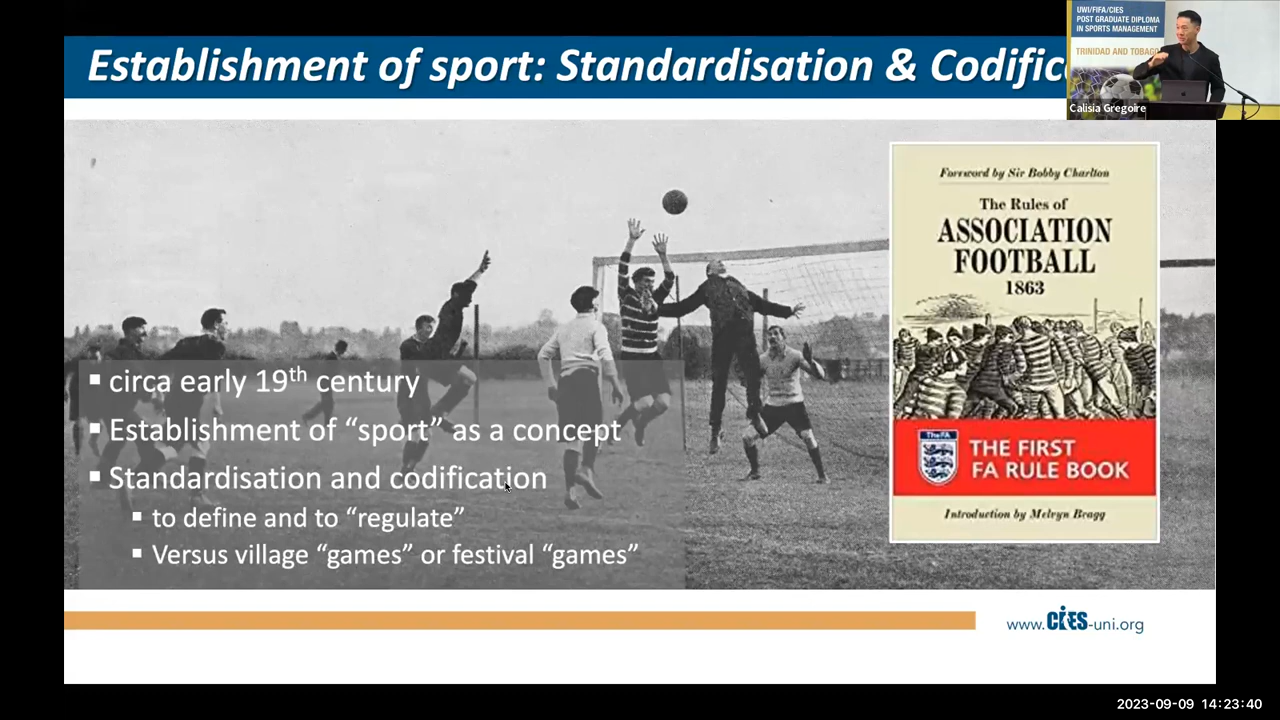 Establishment of sport: Standardisation & Codific
UWI/FIFA/CIES
POST GRADUATE DIPLOMA
IN SPORTS MANAGEMENT
TRINIDAD AND TOBAGO
Calisia Gregoire
Foreword by Sir Bobby Charlton
The Rules of
ASSOCIATION
FOOTBALL
1863
TheFA
THE FIRST
FA RULE BOOK
Introduction by Melvyn Bragg
▪ circa early 19th century
▪ Establishment of “sport” as a concept
▪ Standardisation and codification
▪ to define and to “regulate”
▪ Versus village “games” or festival “games”
www.CIES-uni.org
2023-09-09 14:23:40